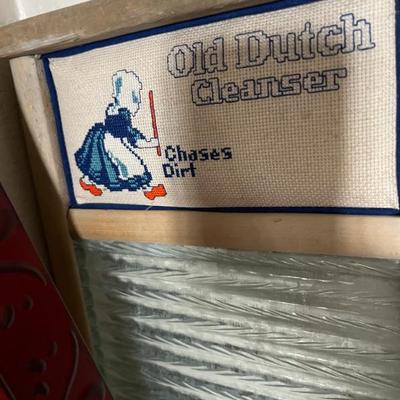 Old Dutch
Cleanser
Chases
Dirt